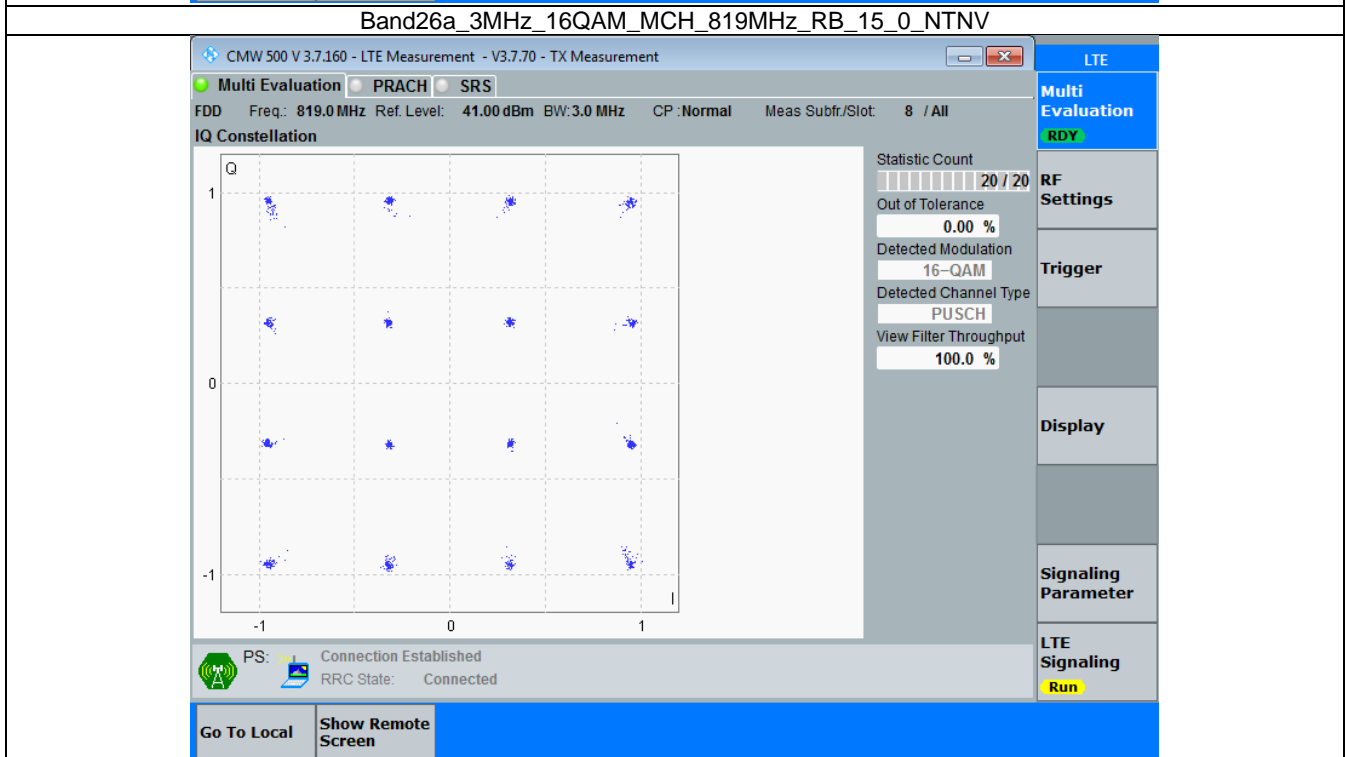 Band26a_3MHz_16QAM_MCH_819MHz_RB_15_0_NTNV
CMW 500 V 3.7.160 - LTE Measurement - V3.7.70 - TX Measurement
LTE
Multi Evaluation PRACH SRS
FDD Freq.: 819.0 MHz Ref. Level: 41.00 dBm BW: 3.0 MHz CP : Normal Meas Subfr./Slot: 8 / All
IQ Constellation
Q
1
0
-1
I
-1 0 1
Statistic Count
20 / 20
Out of Tolerance
0.00 %
Detected Modulation
16-QAM
Detected Channel Type
PUSCH
View Filter Throughput
100.0 %
Multi
Evaluation
RDY
RF
Settings
Trigger
Display
Signaling
Parameter
LTE
Signaling
Run
PS: Connection Established
RRC State: Connected
Go To Local
Show Remote
Screen